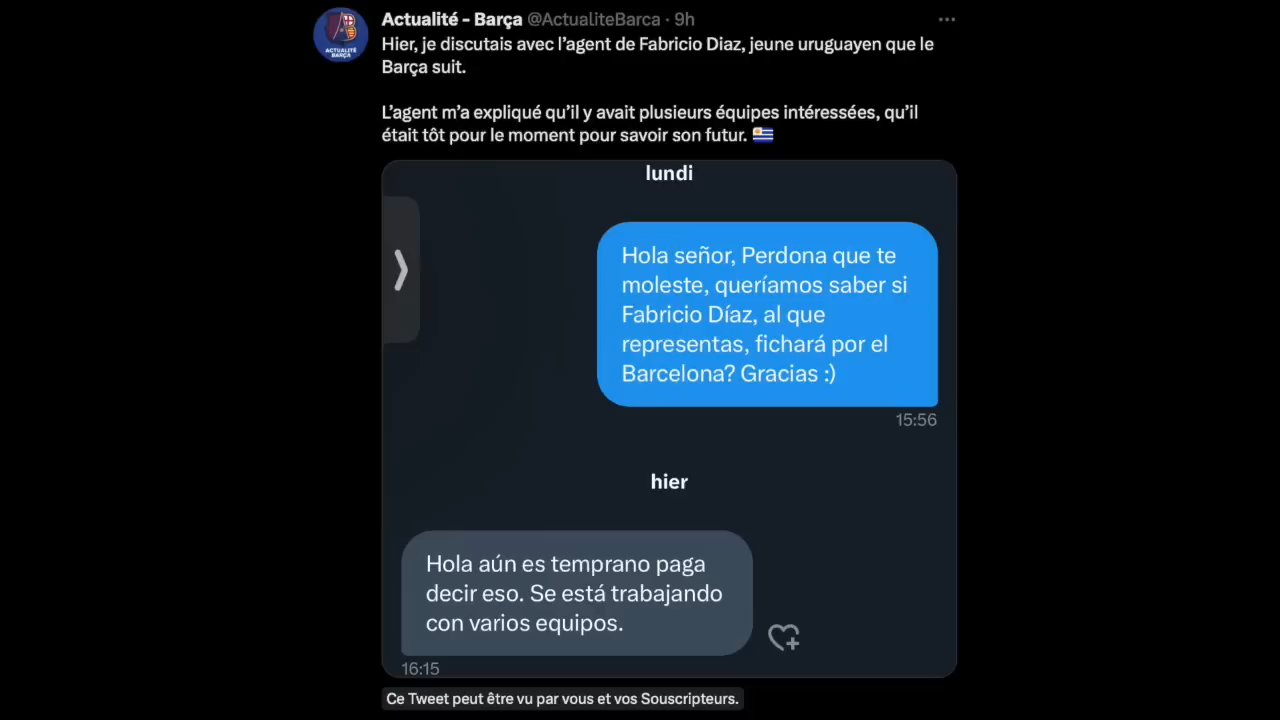 Actualité - Barça @ActualiteBarca · 9h
Hier, je discutais avec l’agent de Fabricio Diaz, jeune uruguayen que le
Barça suit.
L’agent m’a expliqué qu’il y avait plusieurs équipes intéressées, qu’il
était tôt pour le moment pour savoir son futur. 🇺🇾
ACTUALITÉ
BARÇA
lundi
Hola señor, Perdona que te
moleste, queríamos saber si
Fabricio Díaz, al que
representas, fichará por el
Barcelona? Gracias :)
15:56
hier
Hola aún es temprano paga
decir eso. Se está trabajando
con varios equipos.
16:15
Ce Tweet peut être vu par vous et vos Souscripteurs.